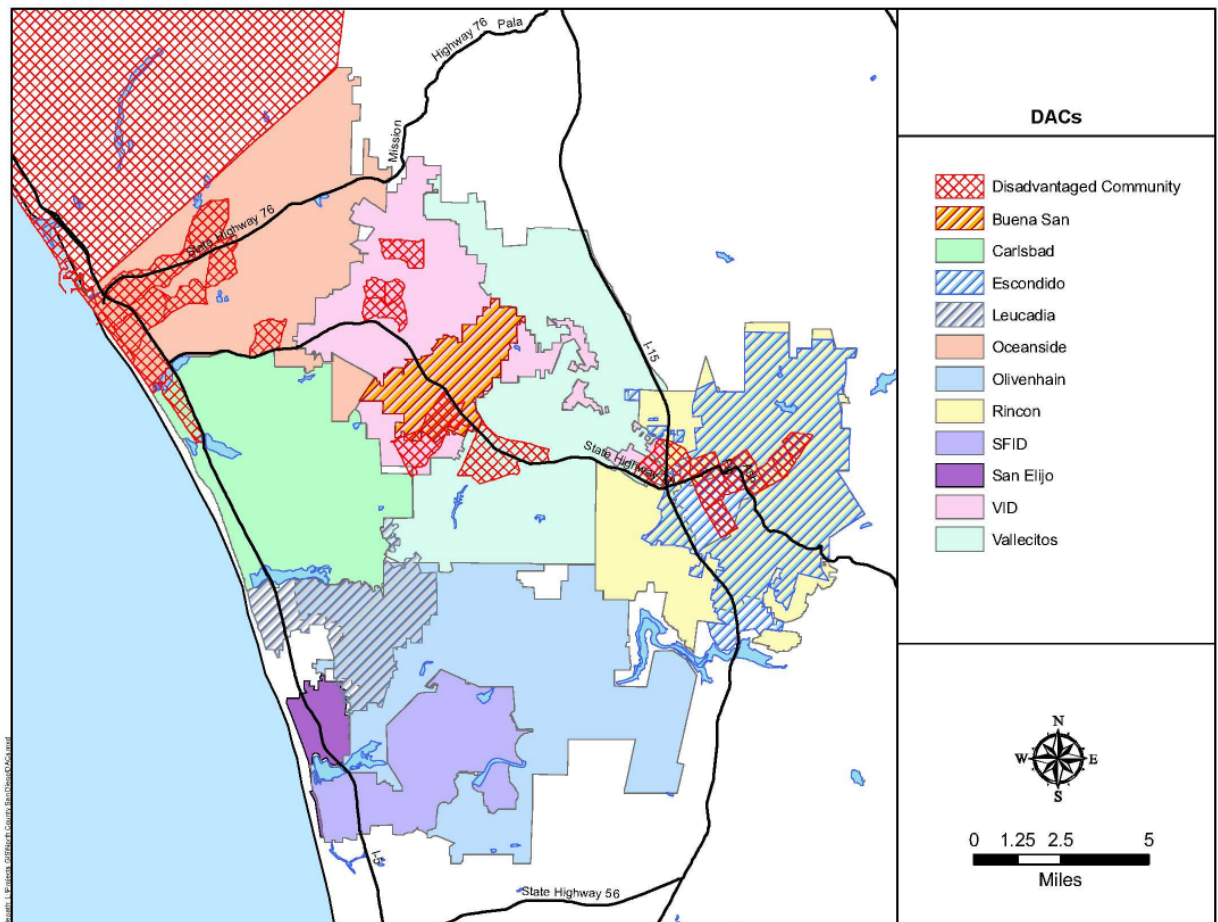 Highway 76
Pala
Mission
State Highway 76
I-15
State Highway
I-5
State Highway 56
DACs
Disadvantaged Community
Buena San
Carlsbad
Escondido
Leucadia
Oceanside
Olivenhain
Rincon
SFID
San Elijo
VID
Vallecitos
N
W
E
S
0 1.25 2.5 5
Miles